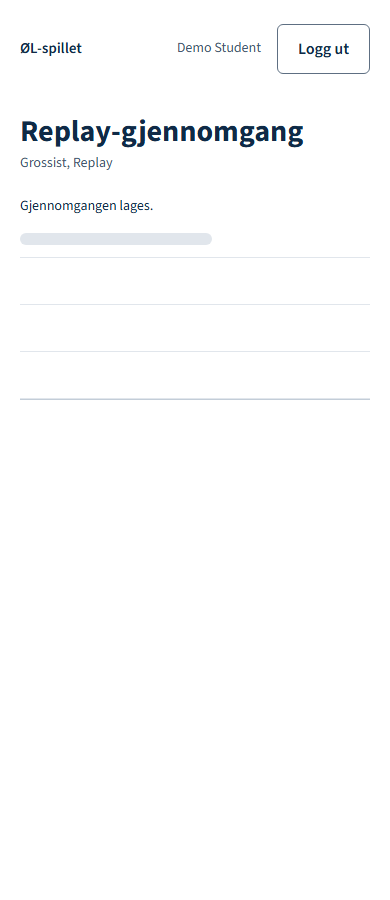 ØL-spillet
Demo Student
Logg ut
Replay-gjennomgang
Grossist, Replay
Gjennomgangen lages.